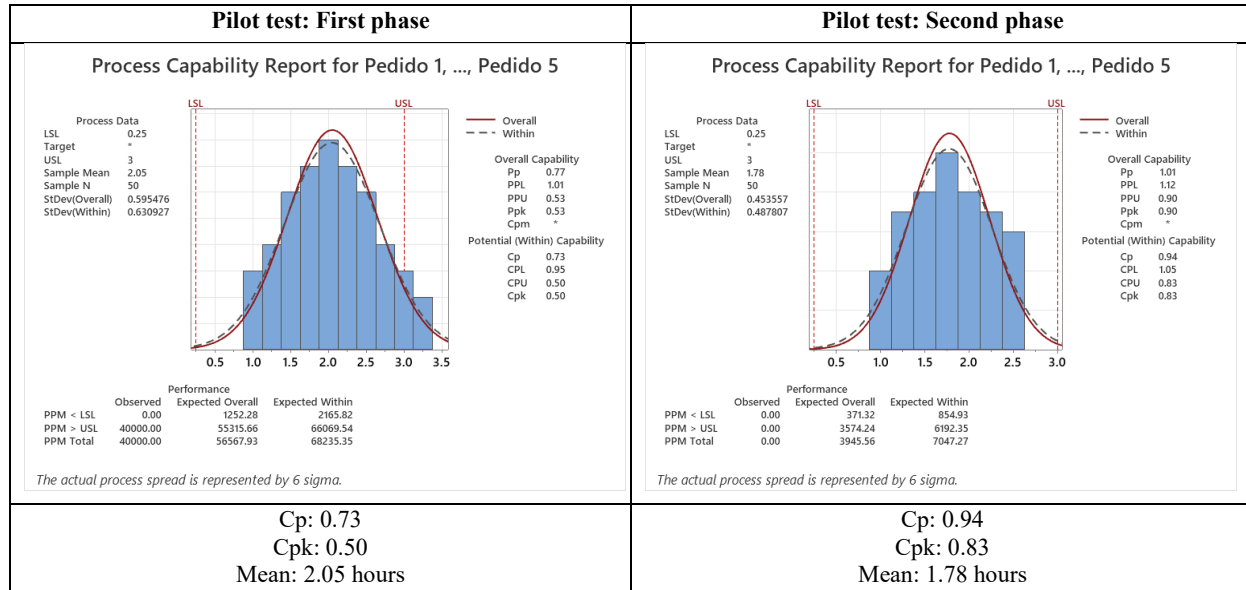 Pilot test: First phase
Pilot test: Second phase
Process Capability Report for Pedido 1, ..., Pedido 5
LSL
USL
Process Data
LSL 0.25
Target *
USL 3
Sample Mean 2.05
Sample N 50
StDev(Overall) 0.595476
StDev(Within) 0.630927
Overall
Within
Overall Capability
Pp 0.77
PPL 1.01
PPU 0.53
Ppk 0.53
Cpm *
Potential (Within) Capability
Cp 0.73
CPL 0.95
CPU 0.50
Cpk 0.50
0.5 1.0 1.5 2.0 2.5 3.0 3.5
Performance
Observed Expected Overall Expected Within
PPM < LSL 0.00 1252.28 2165.82
PPM > USL 40000.00 55315.66 66069.54
PPM Total 40000.00 56567.93 68235.35
The actual process spread is represented by 6 sigma.
Process Capability Report for Pedido 1, ..., Pedido 5
LSL
USL
Process Data
LSL 0.25
Target *
USL 3
Sample Mean 1.78
Sample N 50
StDev(Overall) 0.453557
StDev(Within) 0.487807
Overall
Within
Overall Capability
Pp 1.01
PPL 1.12
PPU 0.90
Ppk 0.90
Cpm *
Potential (Within) Capability
Cp 0.94
CPL 1.05
CPU 0.83
Cpk 0.83
0.5 1.0 1.5 2.0 2.5 3.0
Performance
Observed Expected Overall Expected Within
PPM < LSL 0.00 371.32 854.93
PPM > USL 0.00 3574.24 6192.35
PPM Total 0.00 3945.56 7047.27
The actual process spread is represented by 6 sigma.
Cp: 0.73
Cpk: 0.50
Mean: 2.05 hours
Cp: 0.94
Cpk: 0.83
Mean: 1.78 hours